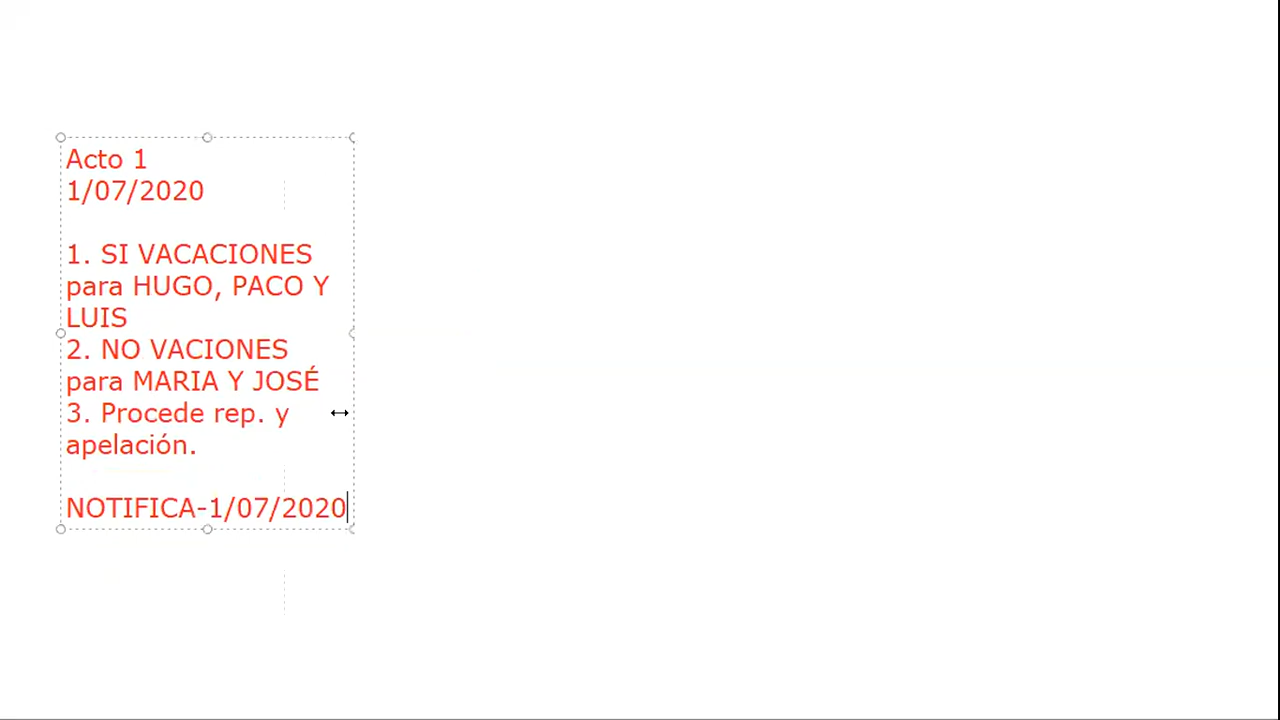 Acto 1
1/07/2020
1. SI VACACIONES
para HUGO, PACO Y
LUIS
2. NO VACIONES
para MARIA Y JOSÉ
3. Procede rep. y
apelación.
NOTIFICA-1/07/2020